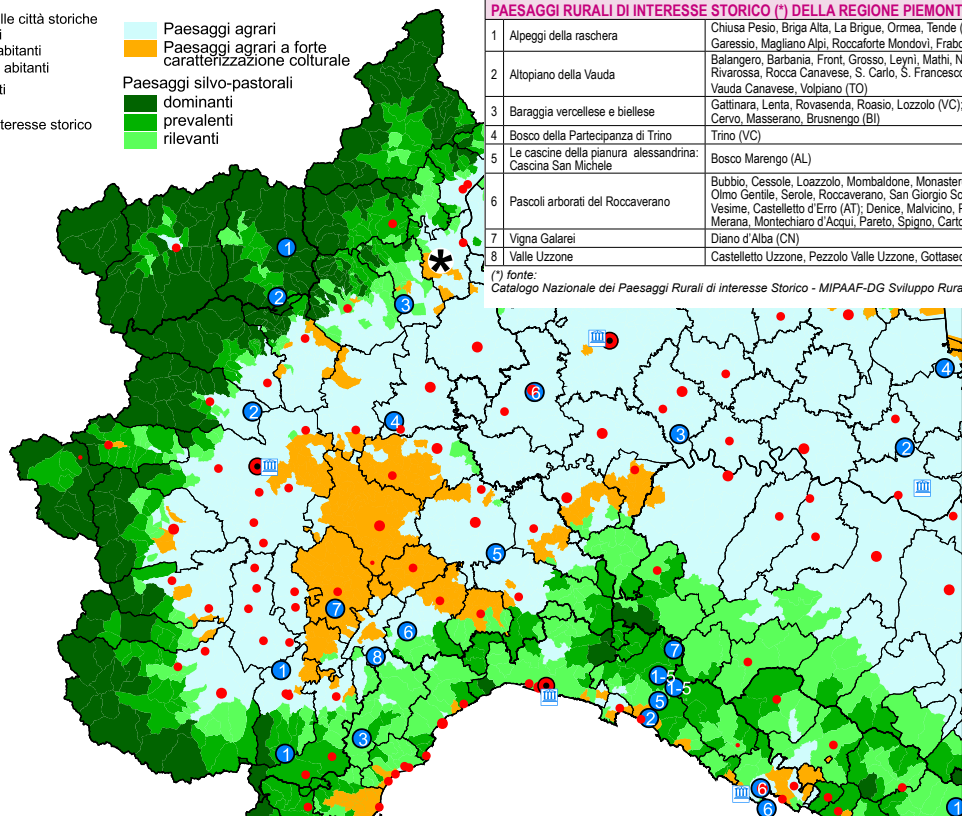 lle città storiche
abitanti
abitanti
nteresse storico
Paesaggi agrari
Paesaggi agrari a forte
caratterizzazione colturale
Paesaggi silvo-pastorali
dominanti
prevalenti
rilevanti
PAESAGGI RURALI DI INTERESSE STORICO (*) DELLA REGIONE PIEMONT
1 Alpeggi della raschera Chiusa Pesio, Briga Alta, La Brigue, Ormea, Tende (
Garessio, Magliano Alpi, Roccaforte Mondovì, Frabo
2 Altopiano della Vauda Balangero, Barbania, Front, Grosso, Leynì, Mathi, N
Rivarossa, Rocca Canavese, S. Carlo, S. Francesco
Vauda Canavese, Volpiano (TO)
3 Baraggia vercellese e biellese Gattinara, Lenta, Rovasenda, Roasio, Lozzolo (VC);
Cervo, Masserano, Brusnengo (BI)
4 Bosco della Partecipanza di Trino Trino (VC)
5 Le cascine della pianura alessandrina:
Cascina San Michele Bosco Marengo (AL)
6 Pascoli arborati del Roccaverano Bubbio, Cessole, Loazzolo, Mombaldone, Monaster
Olmo Gentile, Serole, Roccaverano, San Giorgio Sc
Vesime, Castelletto d'Erro (AT); Denice, Malvicino, P
Merana, Montechiaro d'Acqui, Pareto, Spigno, Carto
7 Vigna Galarei Diano d'Alba (CN)
8 Valle Uzzone Castelletto Uzzone, Pezzolo Valle Uzzone, Gottasec
(*) fonte:
Catalogo Nazionale dei Paesaggi Rurali di interesse Storico - MIPAAF-DG Sviluppo Rura
1
*
2
3
6
4
2
4
3
2
5
7
6
8
7
1
1-5
1-5
5
2
3
1
6
6
1